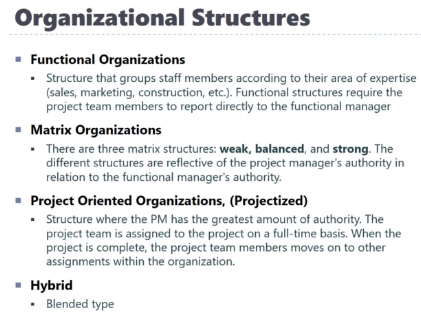 Organizational Structures
Functional Organizations
Structure that groups staff members according to their area of expertise
(sales, marketing, construction, etc.). Functional structures require the
project team members to report directly to the functional manager
Matrix Organizations
There are three matrix structures: weak, balanced, and strong. The
different structures are reflective of the project manager's authority in
relation to the functional manager's authority.
Project Oriented Organizations, (Projectized)
Structure where the PM has the greatest amount of authority. The
project team is assigned to the project on a full-time basis. When the
project is complete, the project team members moves on to other
assignments within the organization.
Hybrid
Blended type